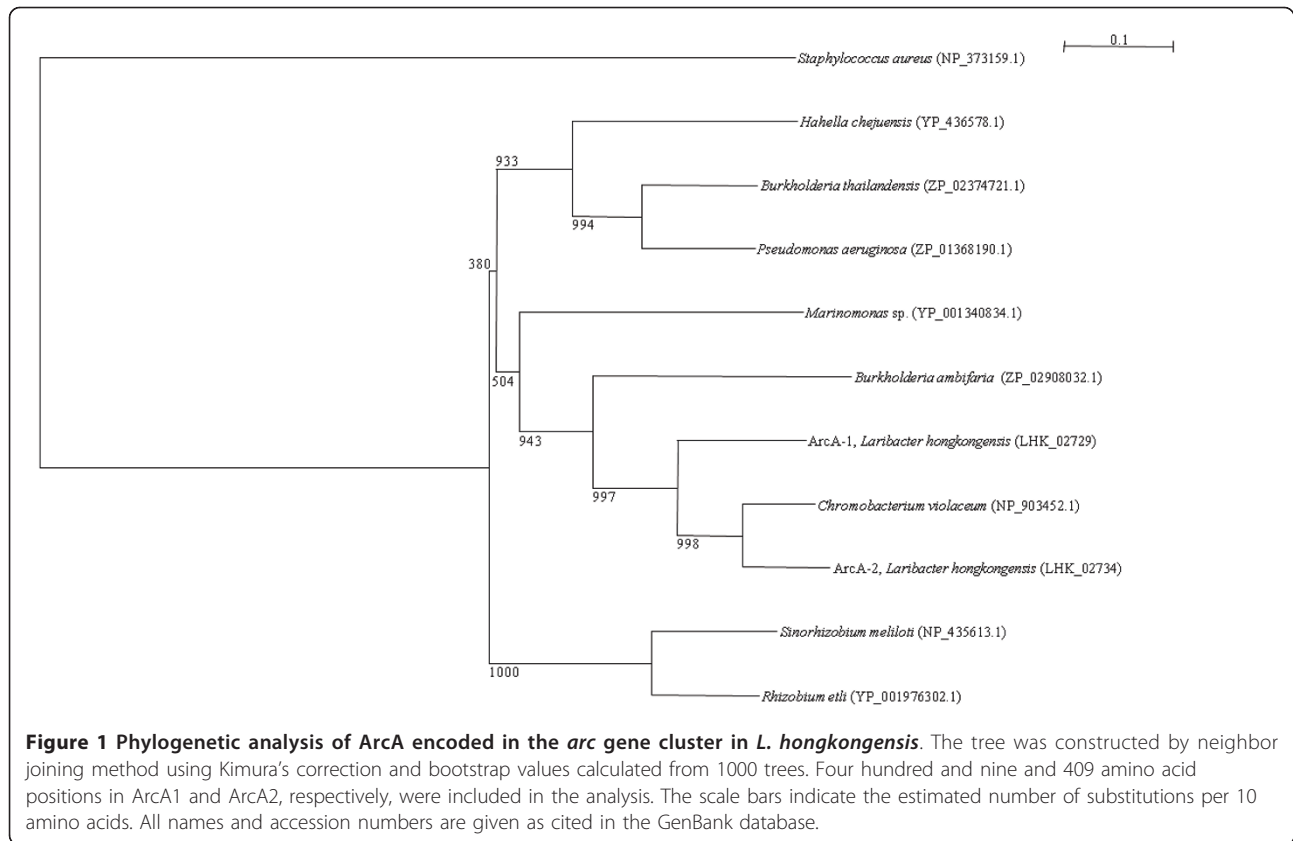 0.1
Staphylococcus aureus (NP_373159.1)
Hahella chejuensis (YP_436578.1)
933
Burkholderia thailandensis (ZP_02374721.1)
994
Pseudomonas aeruginosa (ZP_01368190.1)
380
Marinomonas sp. (YP_001340834.1)
504
Burkholderia ambifaria (ZP_02908032.1)
943
ArcA-1, Laribacter hongkongensis (LHK_02729)
997
Chromobacterium violaceum (NP_903452.1)
998
ArcA-2, Laribacter hongkongensis (LHK_02734)
Sinorhizobium meliloti (NP_435613.1)
1000
Rhizobium etli (YP_001976302.1)
Figure 1 Phylogenetic analysis of ArcA encoded in the arc gene cluster in L. hongkongensis. The tree was constructed by neighbor
joining method using Kimura's correction and bootstrap values calculated from 1000 trees. Four hundred and nine and 409 amino acid
positions in ArcA1 and ArcA2, respectively, were included in the analysis. The scale bars indicate the estimated number of substitutions per 10
amino acids. All names and accession numbers are given as cited in the GenBank database.